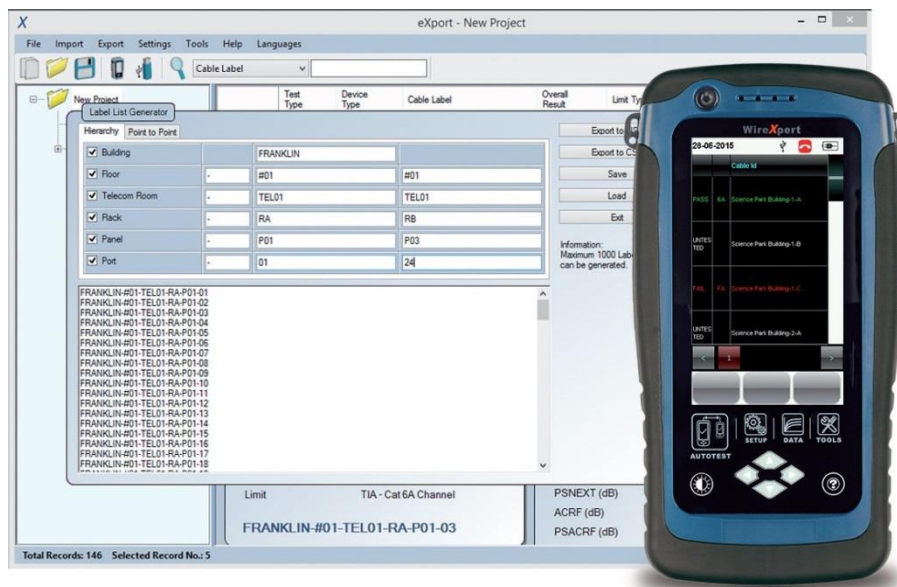 X eXport - New Project
File Import Export Settings Tools Help Languages
Cable Label
New Project
Test Type
Device Type
Cable Label
Overall Result
Limit
Label List Generator
Hierarchy Point to Point
Building FRANKLIN
Floor - #01 #01
Telecom Room - TEL01 TEL01
Rack - RA RB
Panel - P01 P03
Port - 01 24
Export to
Export to
Save
Load
Exit
Information:
Maximum 1000
can be generated.
FRANKLIN-#01-TEL01-RA-P01-01
FRANKLIN-#01-TEL01-RA-P01-02
FRANKLIN-#01-TEL01-RA-P01-03
FRANKLIN-#01-TEL01-RA-P01-04
FRANKLIN-#01-TEL01-RA-P01-05
FRANKLIN-#01-TEL01-RA-P01-06
FRANKLIN-#01-TEL01-RA-P01-07
FRANKLIN-#01-TEL01-RA-P01-08
FRANKLIN-#01-TEL01-RA-P01-09
FRANKLIN-#01-TEL01-RA-P01-10
FRANKLIN-#01-TEL01-RA-P01-11
FRANKLIN-#01-TEL01-RA-P01-12
FRANKLIN-#01-TEL01-RA-P01-13
FRANKLIN-#01-TEL01-RA-P01-14
FRANKLIN-#01-TEL01-RA-P01-15
FRANKLIN-#01-TEL01-RA-P01-16
FRANKLIN-#01-TEL01-RA-P01-17
FRANKLIN-#01-TEL01-RA-P01-18
Limit TIA - Cat 6A Channel
FRANKLIN-#01-TEL01-RA-P01-03
PSNEXT (dB)
ACRF (dB)
PSACRF (dB)
Total Records: 146 Selected Record No.: 5
WireXpert
28-06-2015
Cable Id
PASS 6A Science Park Building-1-A
UNTES
TED
Science Park Building-1-B
FAIL FA Science Park Building-1-C
UNTES
TED
Science Park Building-2-A
< 1 >
AUTOTEST
SETUP
DATA
TOOLS
?